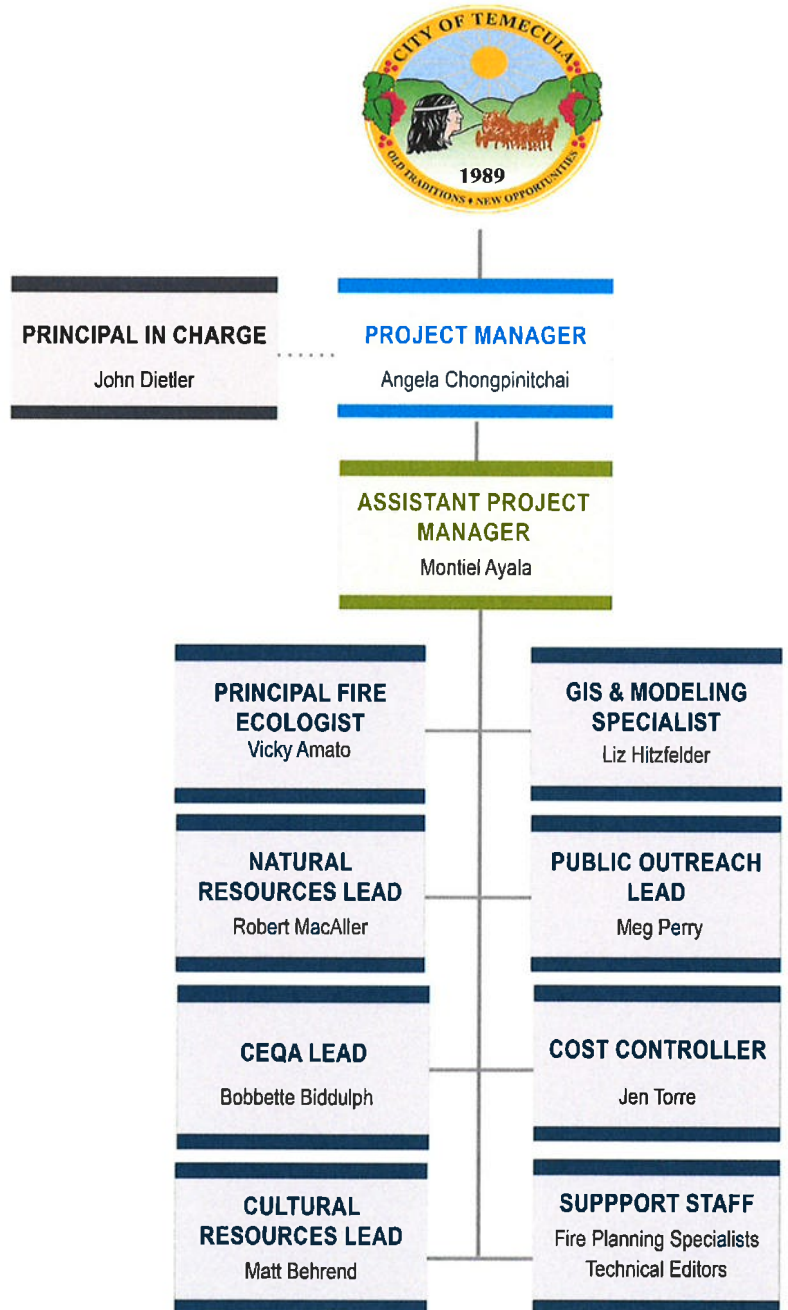 CITY OF TEMECULA
1989
OLD TRADITIONS • NEW OPPORTUNITIES
PRINCIPAL IN CHARGE
John Dietler
PROJECT MANAGER
Angela Chongpinitchai
ASSISTANT PROJECT
MANAGER
Montiel Ayala
PRINCIPAL FIRE
ECOLOGIST
Vicky Amato
GIS & MODELING
SPECIALIST
Liz Hitzfelder
NATURAL
RESOURCES LEAD
Robert MacAller
PUBLIC OUTREACH
LEAD
Meg Perry
CEQA LEAD
Bobbette Biddulph
COST CONTROLLER
Jen Torre
CULTURAL
RESOURCES LEAD
Matt Behrend
SUPPPORT STAFF
Fire Planning Specialists
Technical Editors